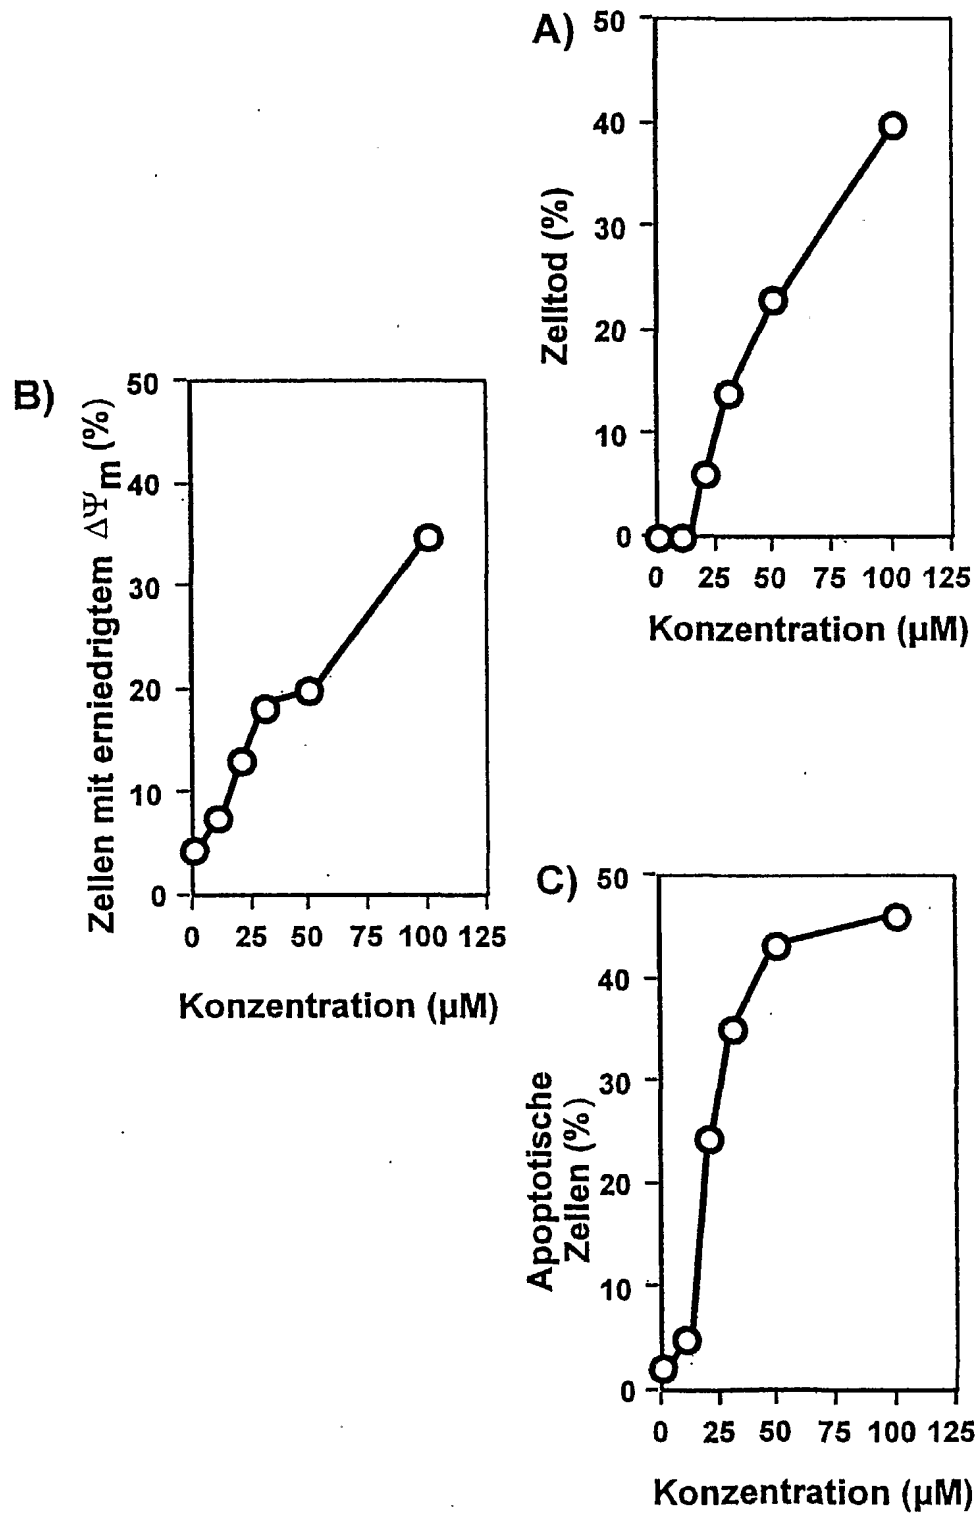 A)
Zelltod (%)
50
40
30
20
10
0
0 25 50 75 100 125
Konzentration (µM)
B)
Zellen mit erniedrigtem ΔΨm (%)
50
40
30
20
10
0
0 25 50 75 100 125
Konzentration (µM)
C)
Apoptotische
Zellen (%)
50
40
30
20
10
0
0 25 50 75 100 125
Konzentration (µM)